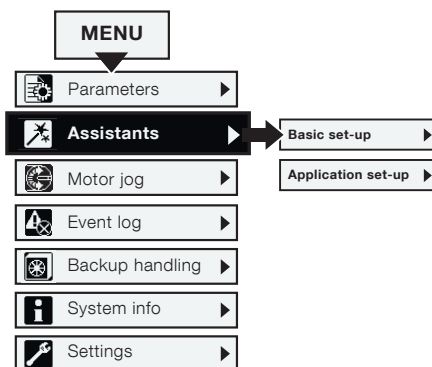 MENU
Parameters
Assistants
Basic set-up
Application set-up
Motor jog
Event log
Backup handling
System info
Settings